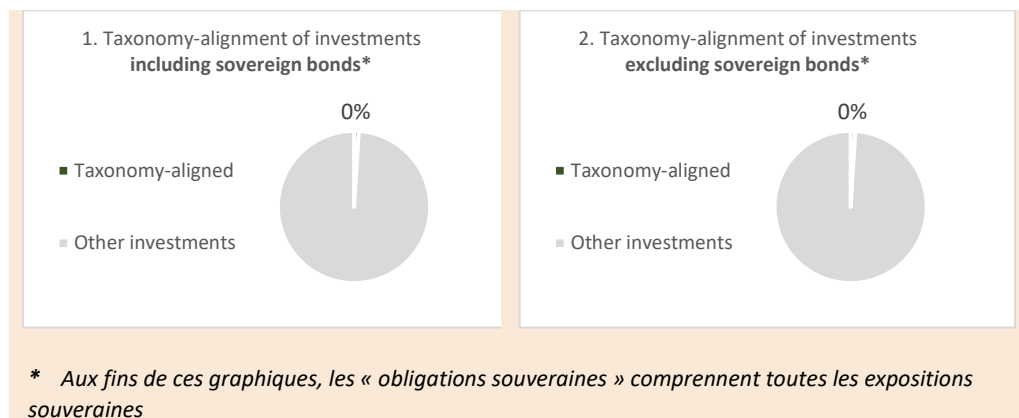 1. Taxonomy-alignment of investments
including sovereign bonds*
0%
Taxonomy-aligned
Other investments
2. Taxonomy-alignment of investments
excluding sovereign bonds*
0%
Taxonomy-aligned
Other investments
* Aux fins de ces graphiques, les « obligations souveraines » comprennent toutes les expositions
souveraines